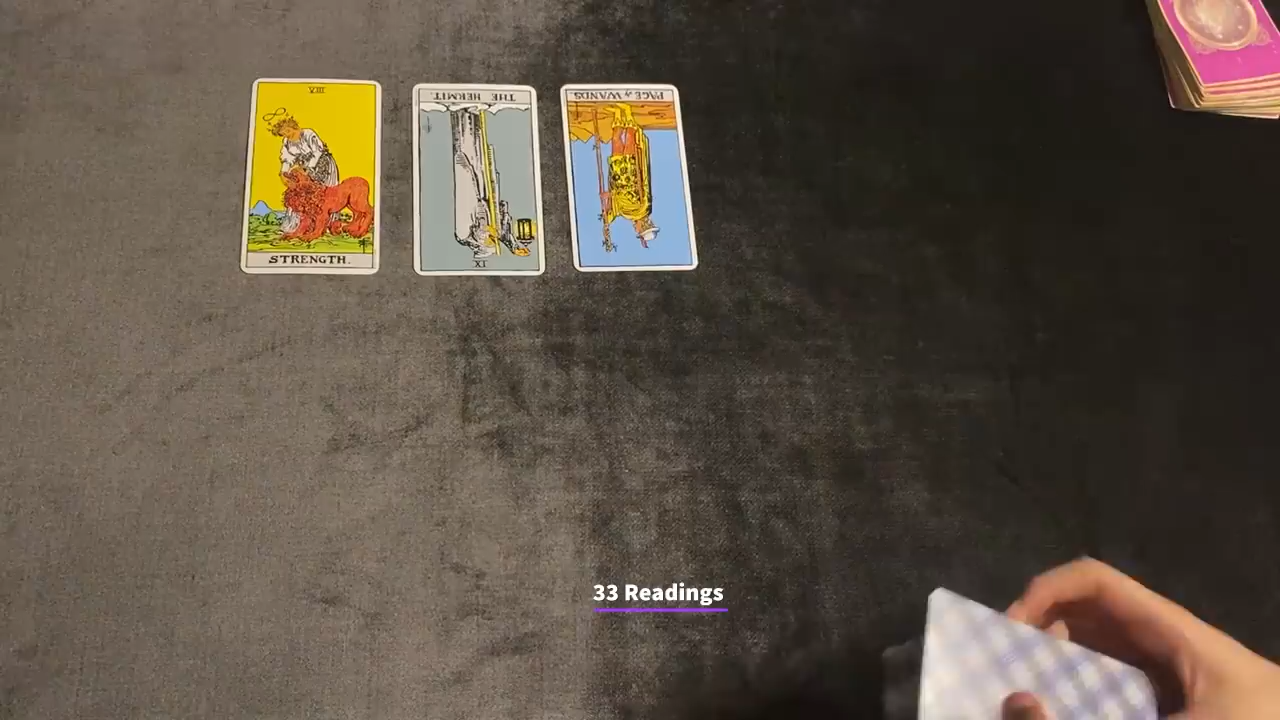 VIII
STRENGTH.
THE HERMIT.
IX
PAGE of WANDS.
33 Readings